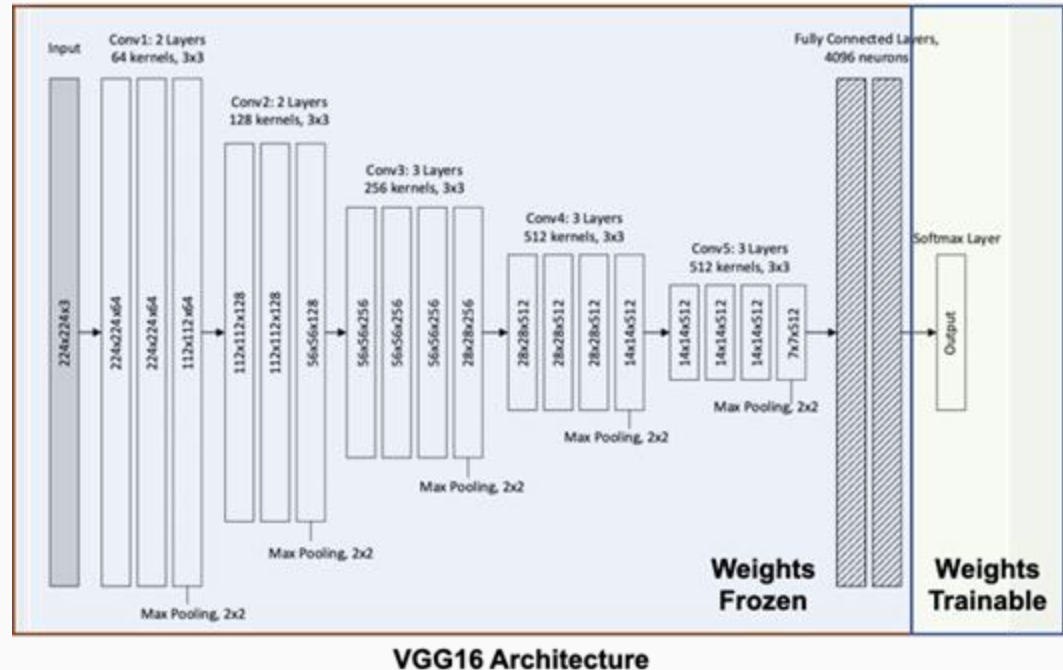 Input
Conv1: 2 Layers
64 kernels, 3x3
Conv2: 2 Layers
128 kernels, 3x3
Conv3: 3 Layers
256 kernels, 3x3
Conv4: 3 Layers
512 kernels, 3x3
Conv5: 3 Layers
512 kernels, 3x3
Fully Connected Layers,
4096 neurons
Softmax Layer
224x224x3
224x224x64
224x224x64
112x112x64
112x112x128
112x112x128
56x56x128
56x56x256
56x56x256
56x56x256
28x28x256
28x28x512
28x28x512
28x28x512
14x14x512
14x14x512
14x14x512
14x14x512
7x7x512
Output
Max Pooling, 2x2
Max Pooling, 2x2
Max Pooling, 2x2
Max Pooling, 2x2
Max Pooling, 2x2
Weights
Frozen
Weights
Trainable
VGG16 Architecture